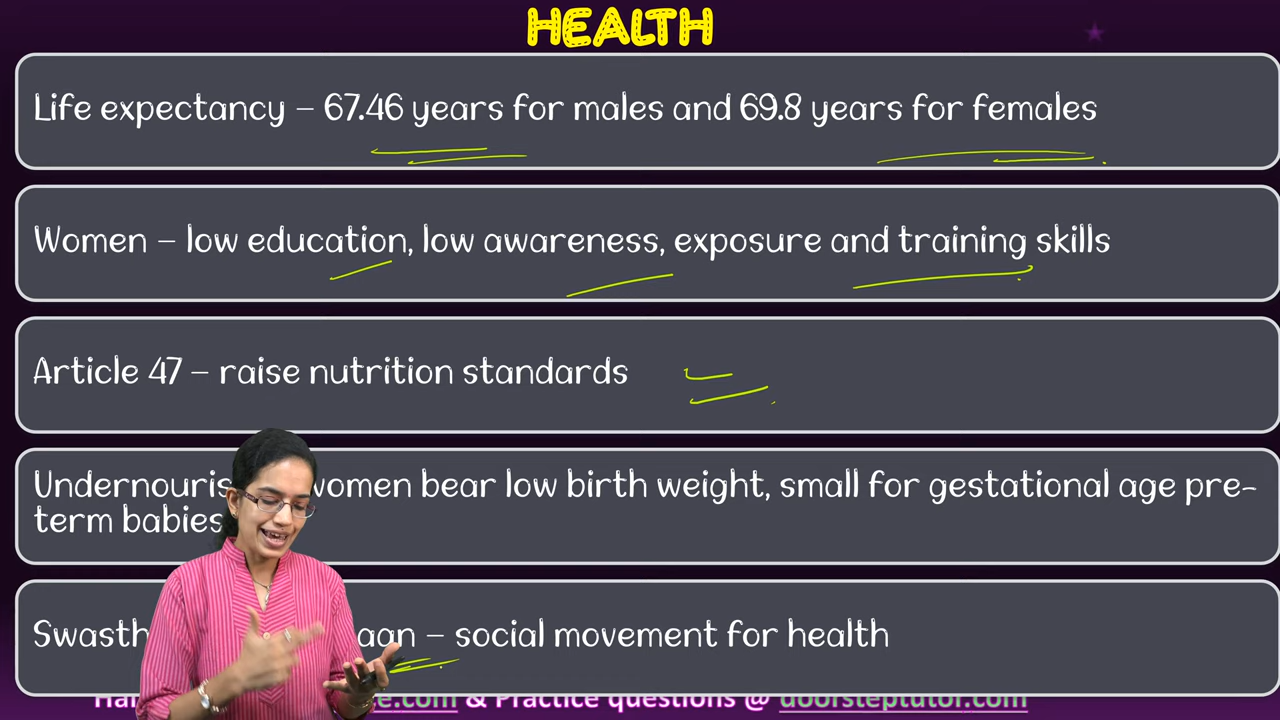 HEALTH
Life expectancy – 67.46 years for males and 69.8 years for females
Women – low education, low awareness, exposure and training skills
Article 47 – raise nutrition standards
women bear low birth weight, small for gestational age pre-
term babies
– social movement for health
& Practice questions @ doorsteptutor.com